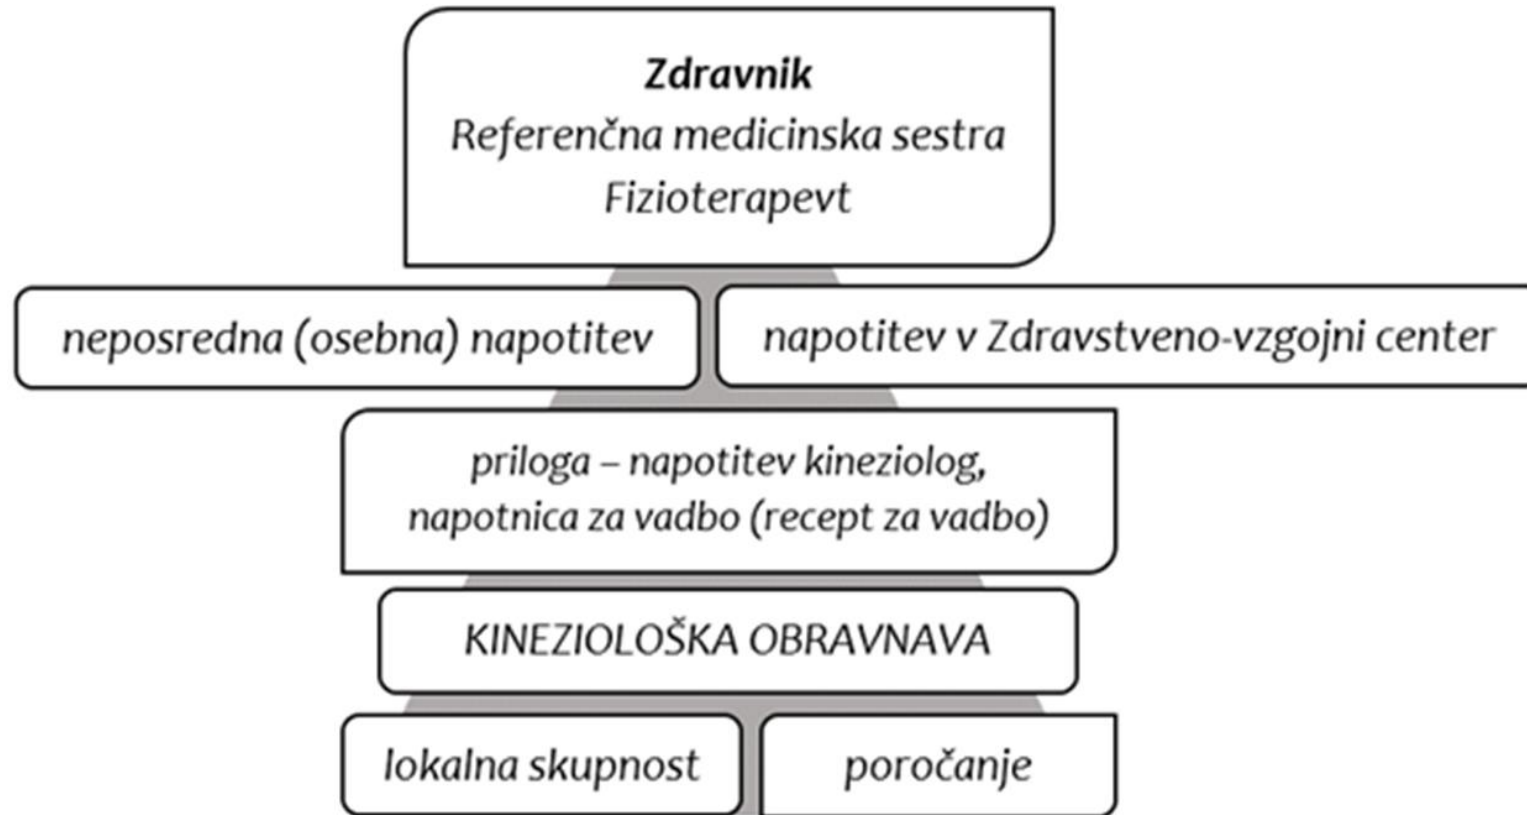 Zdravnik
Referenčna medicinska sestra
Fizioterapevt
neposredna (osebna) napotitev
napotitev v Zdravstveno-vzgojni center
priloga – napotitev kineziolog,
napotnica za vadbo (recept za vadbo)
KINEZIOLOŠKA OBRAVNAVA
lokalna skupnost
poročanje